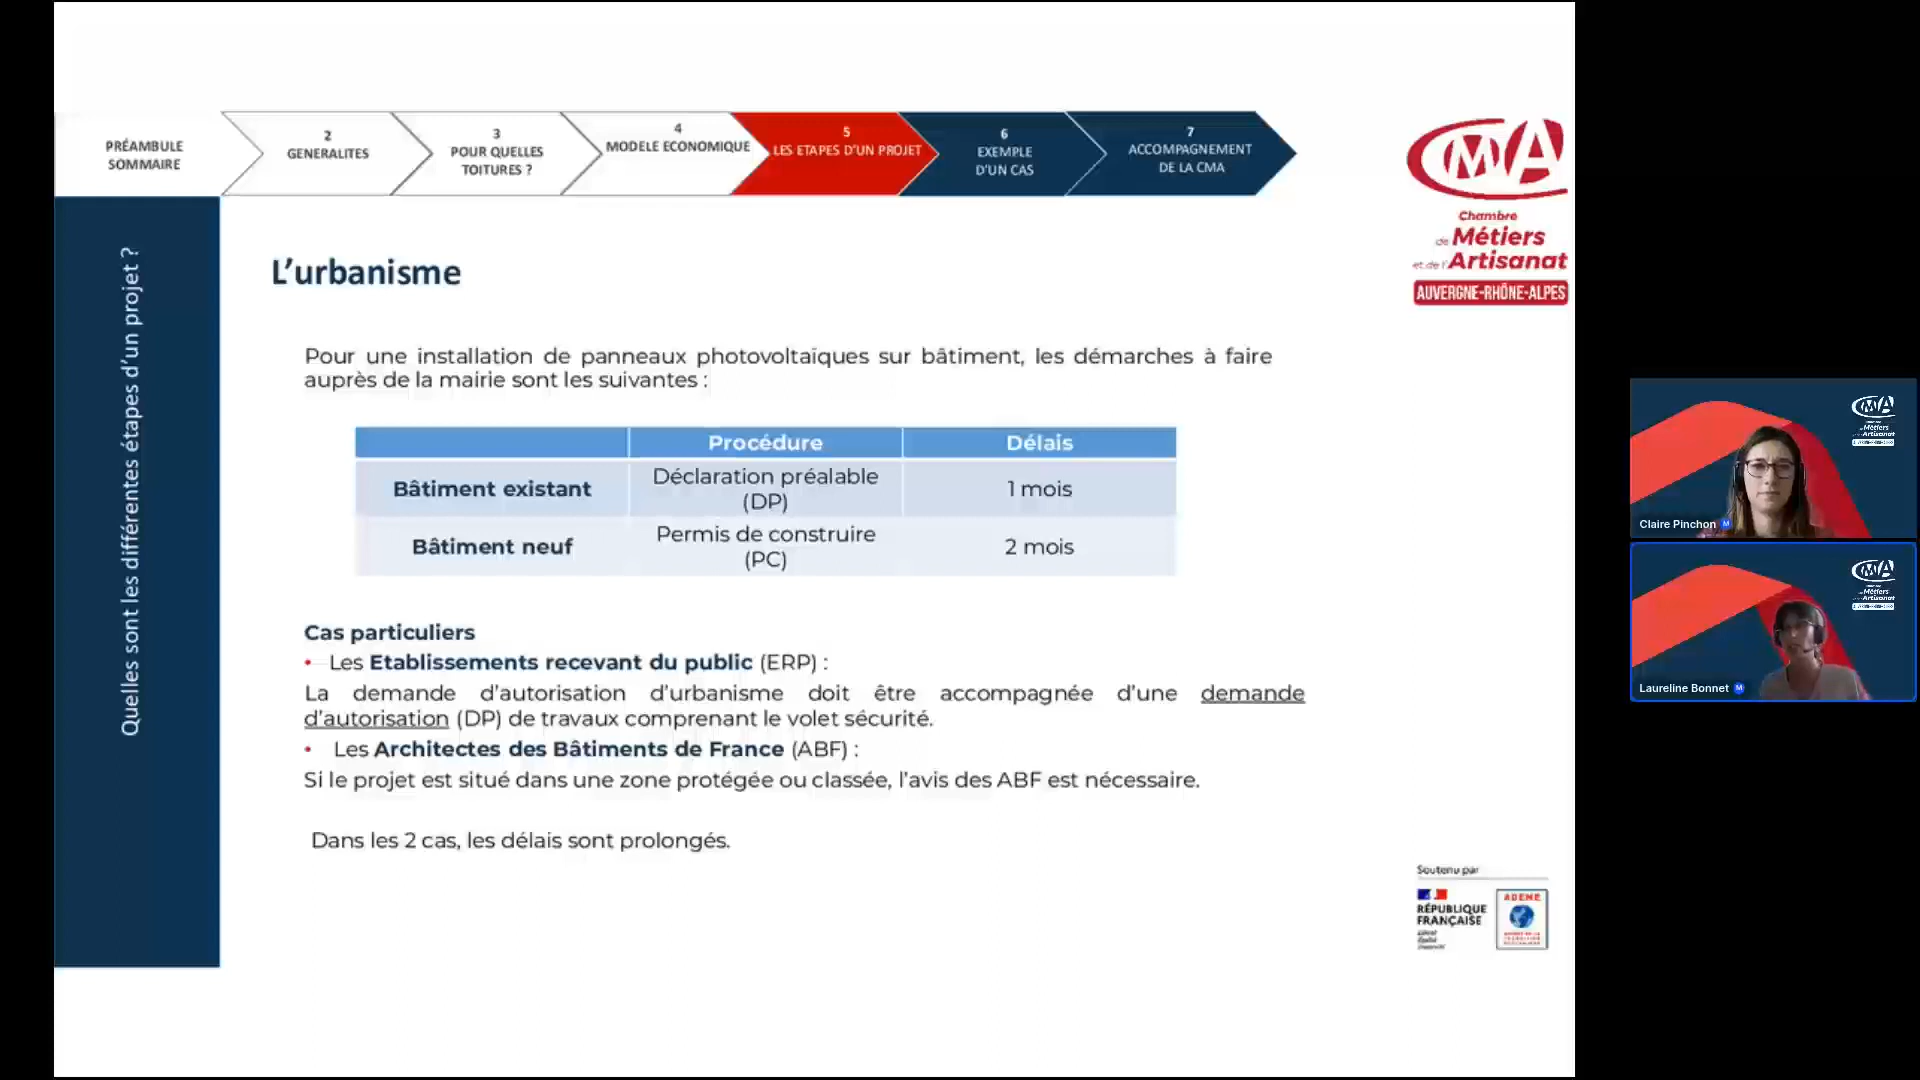 PRÉAMBULE
SOMMAIRE
2
GENERALITES
3
POUR QUELLES
TOITURES ?
4
MODELE ECONOMIQUE
5
LES ETAPES D'UN PROJET
6
EXEMPLE
D'UN CAS
7
ACCOMPAGNEMENT
DE LA CMA
CMA
Chambre
de Métiers
et de l'Artisanat
AUVERGNE-RHÔNE-ALPES
Quelles sont les différentes étapes d'un projet ?
L'urbanisme
Pour une installation de panneaux photovoltaïques sur bâtiment, les démarches à faire
auprès de la mairie sont les suivantes :
Procédure Délais
Bâtiment existant Déclaration préalable (DP) 1 mois
Bâtiment neuf Permis de construire (PC) 2 mois
Cas particuliers
• Les Etablissements recevant du public (ERP) :
La demande d'autorisation d'urbanisme doit être accompagnée d'une demande
d'autorisation (DP) de travaux comprenant le volet sécurité.
• Les Architectes des Bâtiments de France (ABF) :
Si le projet est situé dans une zone protégée ou classée, l'avis des ABF est nécessaire.
Dans les 2 cas, les délais sont prolongés.
Soutenu par
RÉPUBLIQUE
FRANÇAISE
ADEME
CMA
Claire Pinchon M
CMA
Laureline Bonnet M